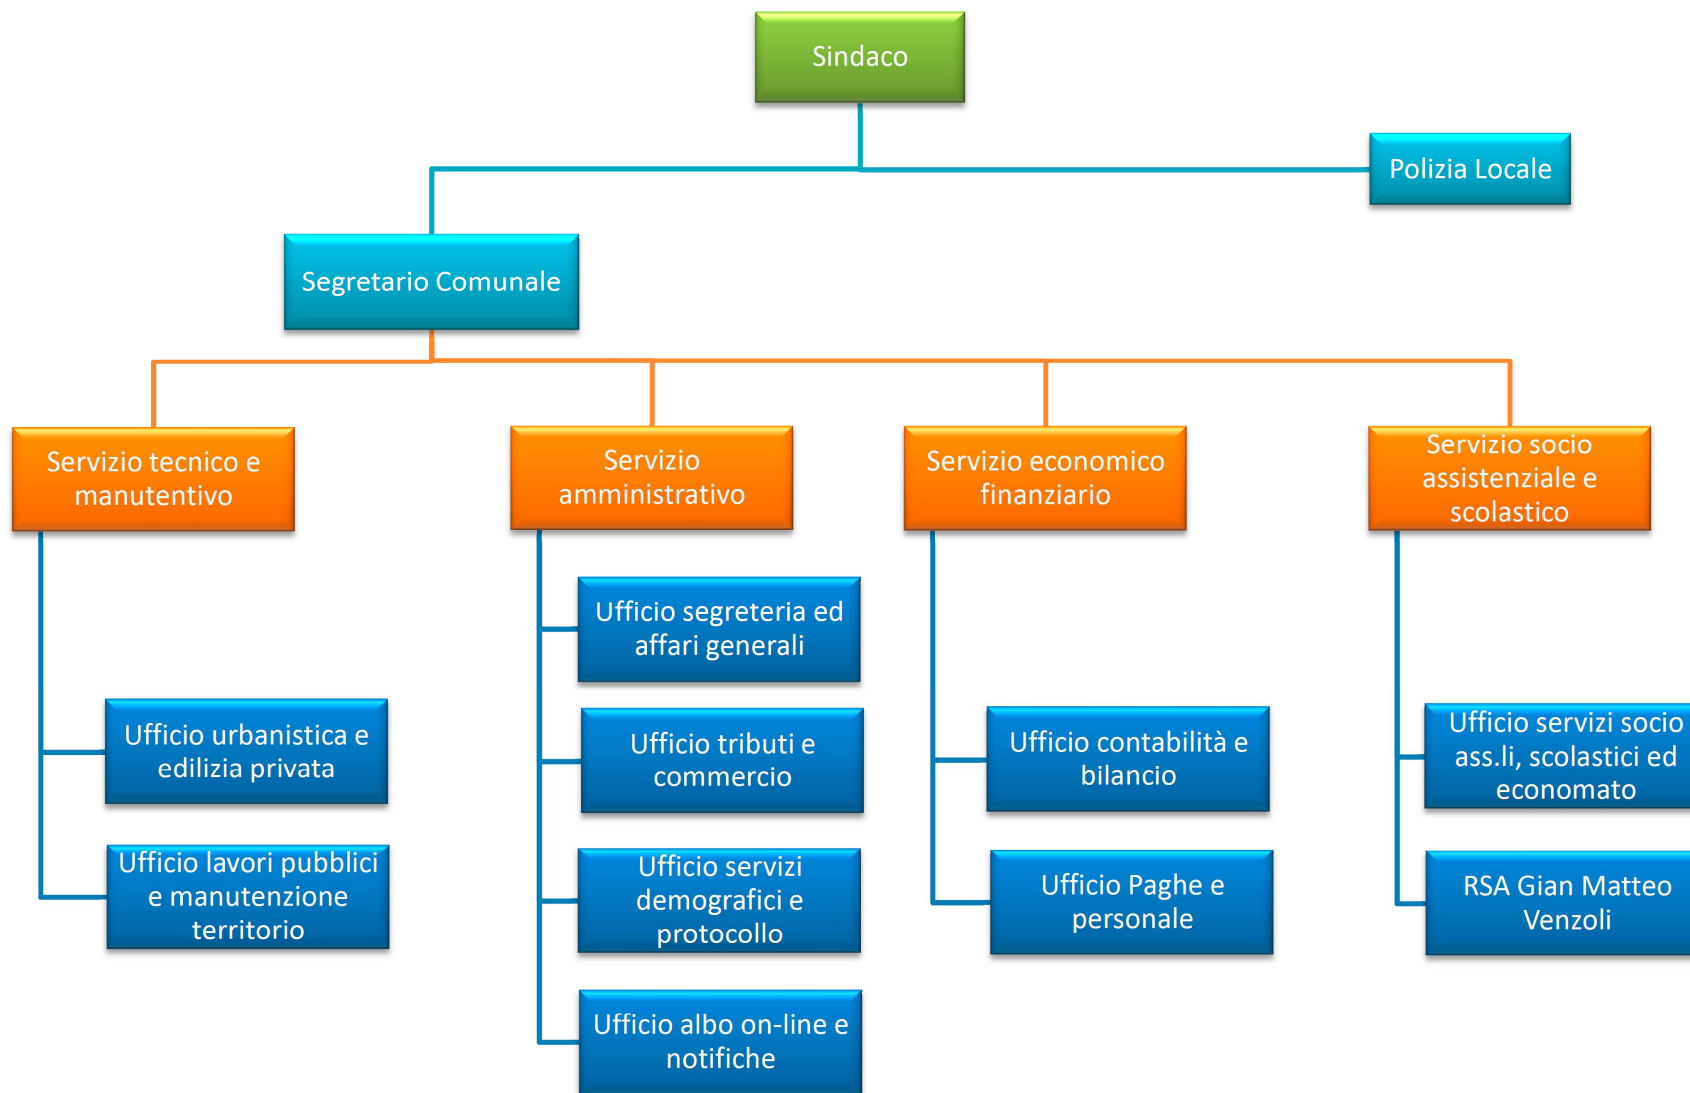 Sindaco
Polizia Locale
Segretario Comunale
Servizio tecnico e
manutentivo
Servizio
amministrativo
Servizio economico
finanziario
Servizio socio
assistenziale e
scolastico
Ufficio urbanistica e
edilizia privata
Ufficio lavori pubblici
e manutenzione
territorio
Ufficio segreteria ed
affari generali
Ufficio tributi e
commercio
Ufficio servizi
demografici e
protocollo
Ufficio albo on-line e
notifiche
Ufficio contabilità e
bilancio
Ufficio Paghe e
personale
Ufficio servizi socio
ass.li, scolastici ed
economato
RSA Gian Matteo
Venzoli